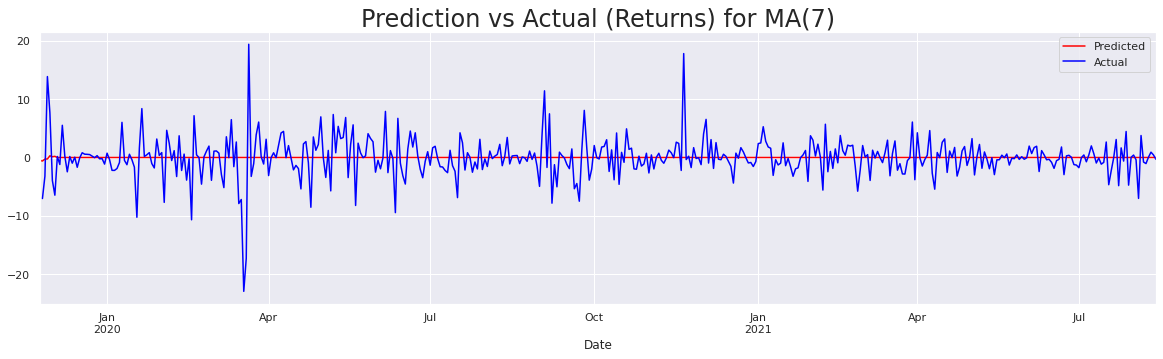 Prediction vs Actual (Returns) for MA(7)
Predicted
Actual
20
10
0
−10
−20
Jan
2020
Apr
Jul
Oct
Jan
2021
Apr
Jul
Date